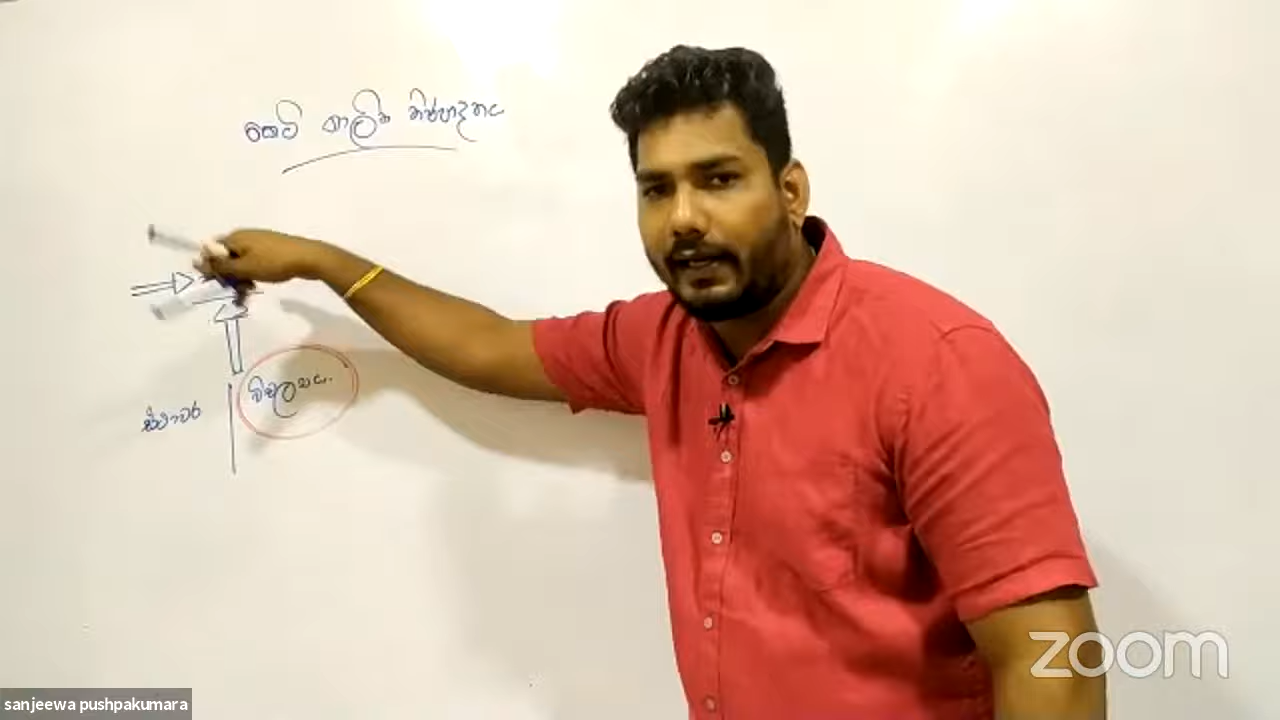 කෙටි කාලීන නිෂ්පාදනය
ස්ථාවර
විචල්‍යය.
zoom
sanjeewa pushpakumara